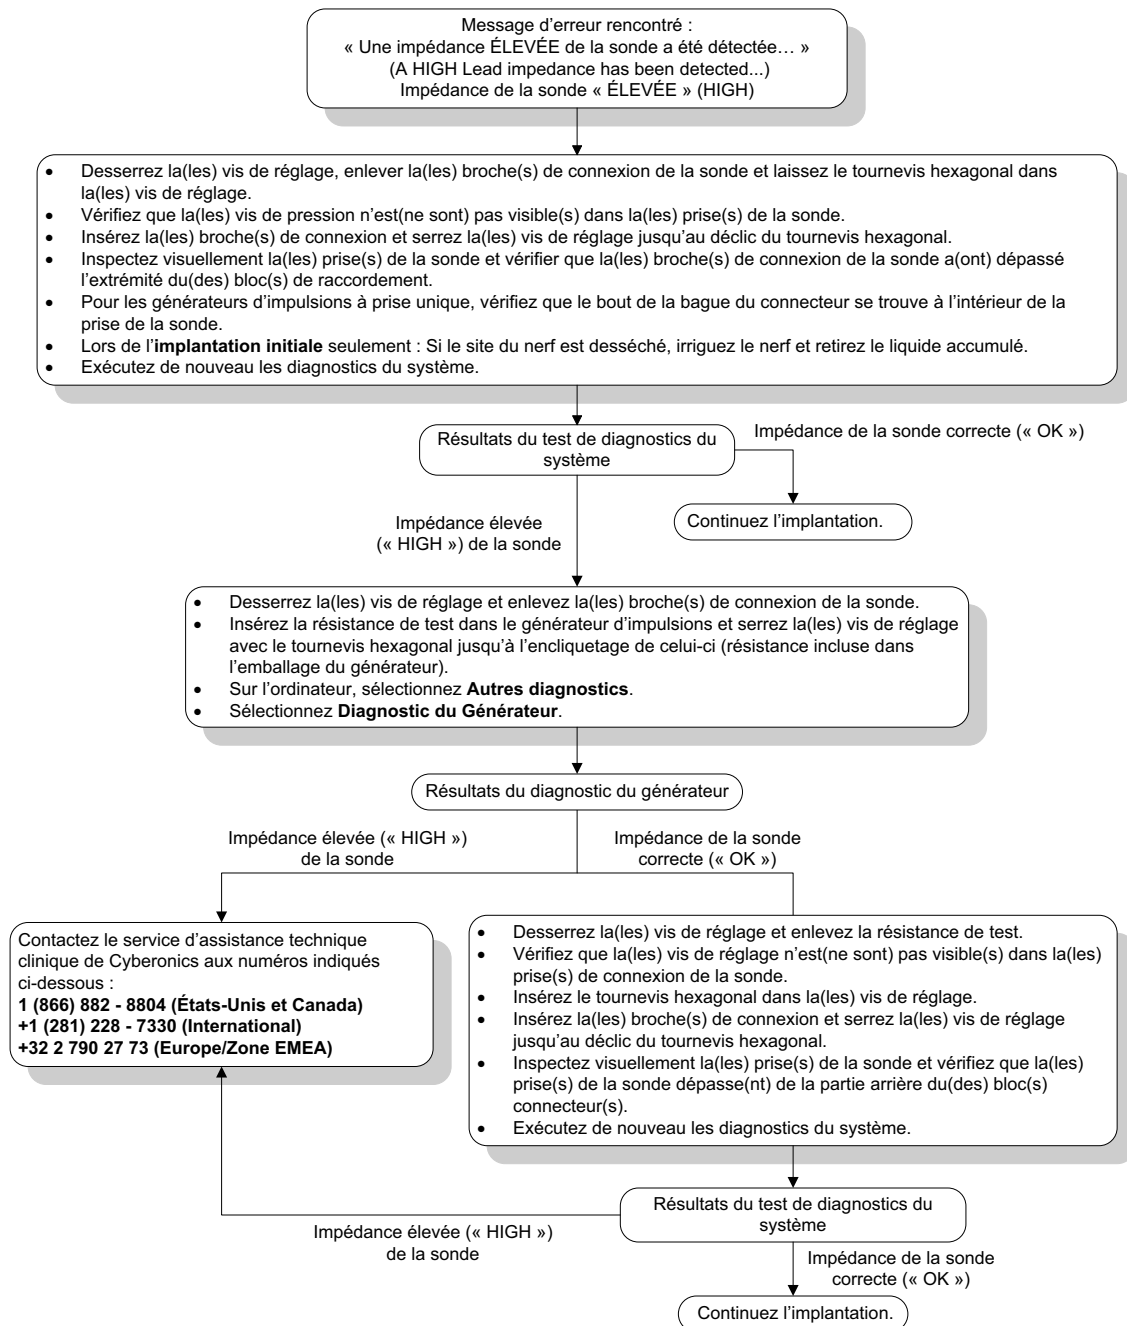 Message d'erreur rencontré :
« Une impédance ÉLEVÉE de la sonde a été détectée… »
(A HIGH Lead impedance has been detected...)
Impédance de la sonde « ÉLEVÉE » (HIGH)
• Desserrez la(les) vis de réglage, enlever la(les) broche(s) de connexion de la sonde et laissez le tournevis hexagonal dans
la(les) vis de réglage.
• Vérifiez que la(les) vis de pression n'est(ne sont) pas visible(s) dans la(les) prise(s) de la sonde.
• Insérez la(les) broche(s) de connexion et serrez la(les) vis de réglage jusqu'au déclic du tournevis hexagonal.
• Inspectez visuellement la(les) prise(s) de la sonde et vérifier que la(les) broche(s) de connexion de la sonde a(ont) dépassé
l'extrémité du(des) bloc(s) de raccordement.
• Pour les générateurs d'impulsions à prise unique, vérifiez que le bout de la bague du connecteur se trouve à l'intérieur de la
prise de la sonde.
• Lors de l'implantation initiale seulement : Si le site du nerf est desséché, irriguez le nerf et retirez le liquide accumulé.
• Exécutez de nouveau les diagnostics du système.
Résultats du test de diagnostics du
système
Impédance de la sonde correcte (« OK »)
Continuez l'implantation.
Impédance élevée
(« HIGH ») de la sonde
• Desserrez la(les) vis de réglage et enlevez la(les) broche(s) de connexion de la sonde.
• Insérez la résistance de test dans le générateur d'impulsions et serrez la(les) vis de réglage
avec le tournevis hexagonal jusqu'à l'encliquetage de celui-ci (résistance incluse dans
l'emballage du générateur).
• Sur l'ordinateur, sélectionnez Autres diagnostics.
• Sélectionnez Diagnostic du Générateur.
Résultats du diagnostic du générateur
Impédance élevée (« HIGH »)
de la sonde
Impédance de la sonde
correcte (« OK »)
Contactez le service d'assistance technique
clinique de Cyberonics aux numéros indiqués
ci-dessous :
1 (866) 882 - 8804 (États-Unis et Canada)
+1 (281) 228 - 7330 (International)
+32 2 790 27 73 (Europe/Zone EMEA)
• Desserrez la(les) vis de réglage et enlevez la résistance de test.
• Vérifiez que la(les) vis de réglage n'est(ne sont) pas visible(s) dans la(les)
prise(s) de connexion de la sonde.
• Insérez le tournevis hexagonal dans la(les) vis de réglage.
• Insérez la(les) broche(s) de connexion et serrez la(les) vis de réglage
jusqu'au déclic du tournevis hexagonal.
• Inspectez visuellement la(les) prise(s) de la sonde et vérifiez que la(les)
prise(s) de la sonde dépasse(nt) de la partie arrière du(des) bloc(s)
connecteur(s).
• Exécutez de nouveau les diagnostics du système.
Résultats du test de diagnostics du
système
Impédance élevée (« HIGH »)
de la sonde
Impédance de la sonde
correcte (« OK »)
Continuez l'implantation.